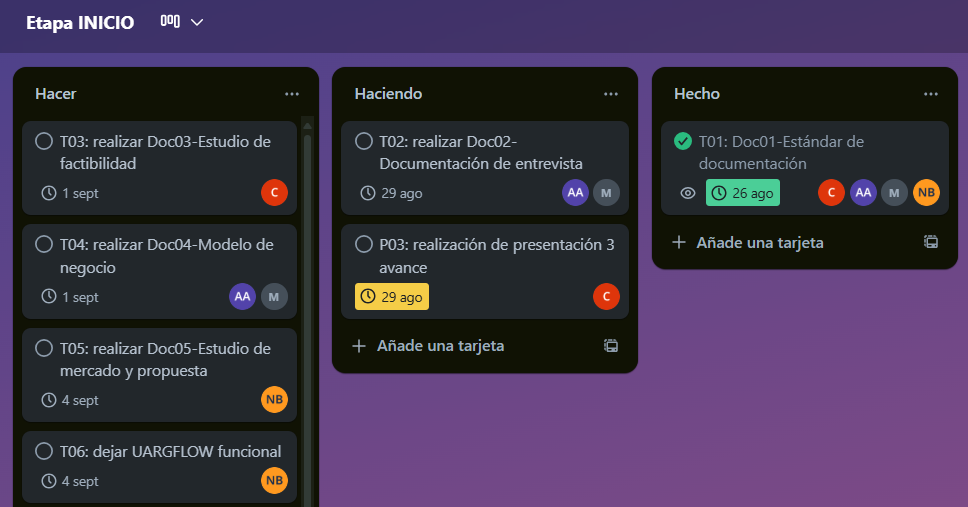 Etapa INICIO
Hacer
T03: realizar Doc03-Estudio de
factibilidad
1 sept
C
T04: realizar Doc04-Modelo de
negocio
1 sept
AA
M
T05: realizar Doc05-Estudio de
mercado y propuesta
4 sept
NB
T06: dejar UARGFLOW funcional
4 sept
NB
Haciendo
T02: realizar Doc02-
Documentación de entrevista
29 ago
AA
M
P03: realización de presentación 3
avance
29 ago
C
Añade una tarjeta
Hecho
T01: Doc01-Estándar de
documentación
26 ago
C
AA
M
NB
Añade una tarjeta